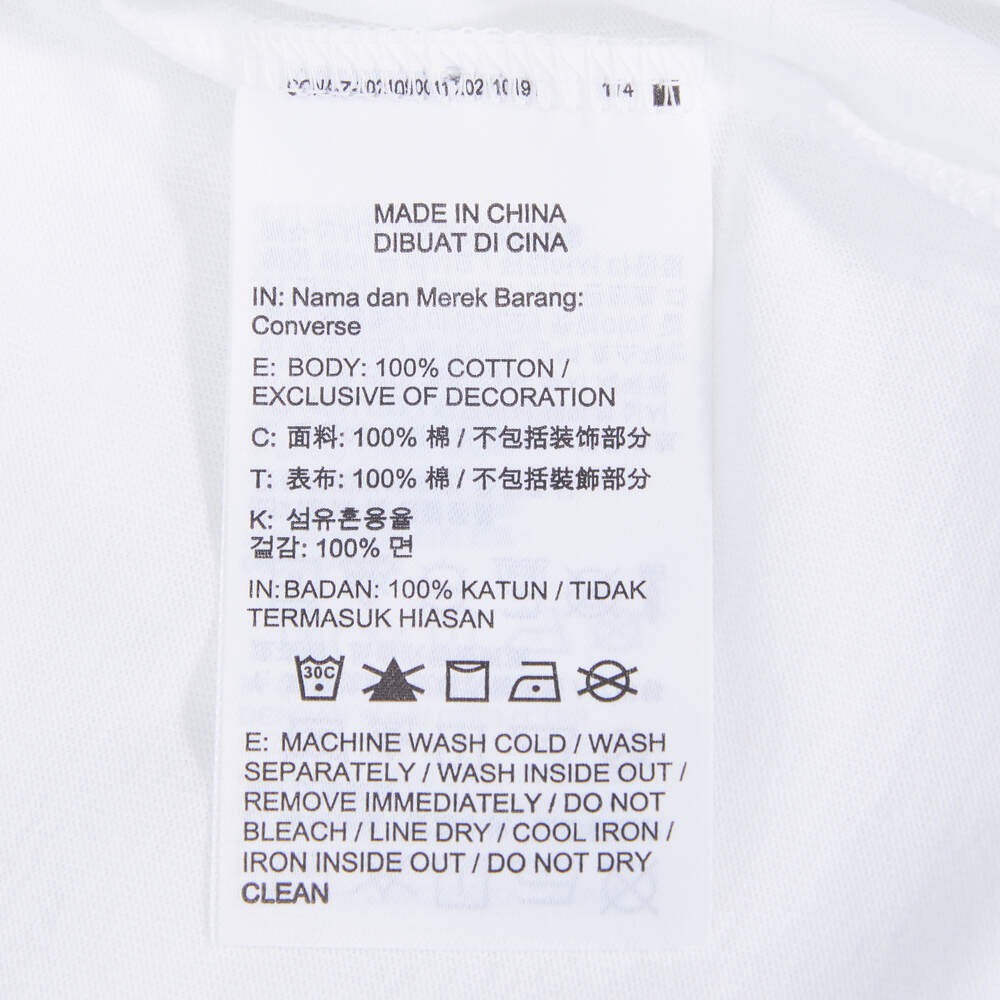 1/4
MADE IN CHINA
DIBUAT DI CINA
IN: Nama dan Merek Barang:
Converse
E: BODY: 100% COTTON /
EXCLUSIVE OF DECORATION
C: 面料: 100% 棉 / 不包括装饰部分
T: 表布: 100% 棉 / 不包括裝飾部分
K: 섬유혼용율
겉감: 100% 면
IN: BADAN: 100% KATUN / TIDAK
TERMASUK HIASAN
30C
E: MACHINE WASH COLD / WASH
SEPARATELY / WASH INSIDE OUT /
REMOVE IMMEDIATELY / DO NOT
BLEACH / LINE DRY / COOL IRON /
IRON INSIDE OUT / DO NOT DRY
CLEAN